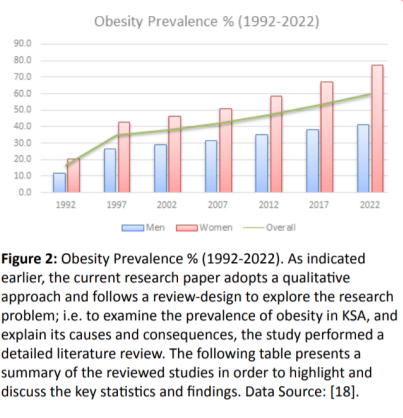 Obesity Prevalence % (1992-2022)
90.0
80.0
70.0
60.0
50.0
40.0
30.0
20.0
10.0
0.0
1992 1997 2002 2007 2012 2017 2022
Men Women Overall
Figure 2: Obesity Prevalence % (1992-2022). As indicated
earlier, the current research paper adopts a qualitative
approach and follows a review-design to explore the research
problem; i.e. to examine the prevalence of obesity in KSA, and
explain its causes and consequences, the study performed a
detailed literature review. The following table presents a
summary of the reviewed studies in order to highlight and
discuss the key statistics and findings. Data Source: [18].